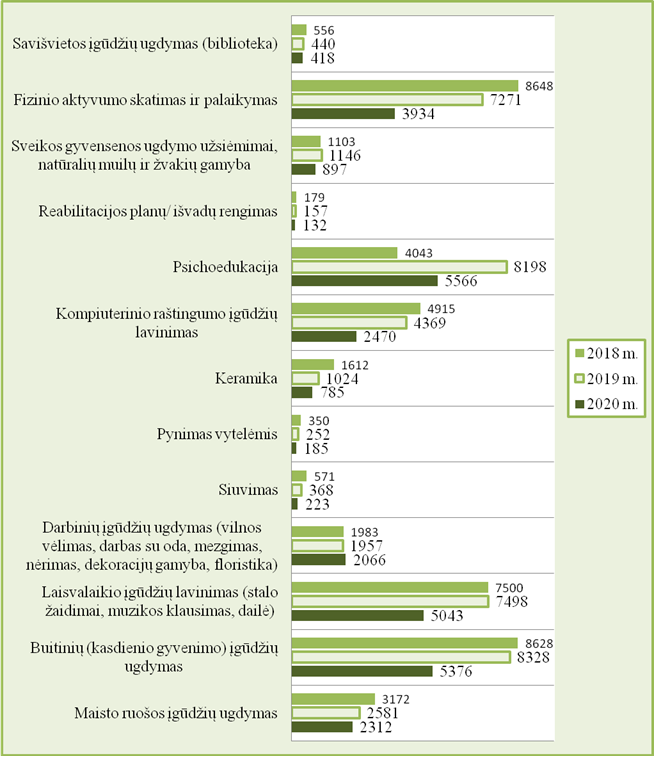 Savišvietos įgūdžių ugdymas (biblioteka)
556
440
418
Fizinio aktyvumo skatimas ir palaikymas
8648
7271
3934
Sveikos gyvensenos ugdymo užsiėmimai,
natūralių muilų ir žvakių gamyba
1103
1146
897
Reabilitacijos planų/ išvadų rengimas
179
157
132
Psichoedukacija
4043
8198
5566
Kompiuterinio raštingumo įgūdžių
lavinimas
4915
4369
2470
Keramika
1612
1024
785
Pynimas vytelėmis
350
252
185
Siuvimas
571
368
223
Darbinių įgūdžių ugdymas (vilnos
vėlimas, darbas su oda, mezgimas,
nėrimas, dekoracijų gamyba, floristika)
1983
1957
2066
Laisvalaikio įgūdžių lavinimas (stalo
žaidimai, muzikos klausimas, dailė)
7500
7498
5043
Buitinių (kasdienio gyvenimo) įgūdžių
ugdymas
8628
8328
5376
Maisto ruošos įgūdžių ugdymas
3172
2581
2312
2018 m.
2019 m.
2020 m.